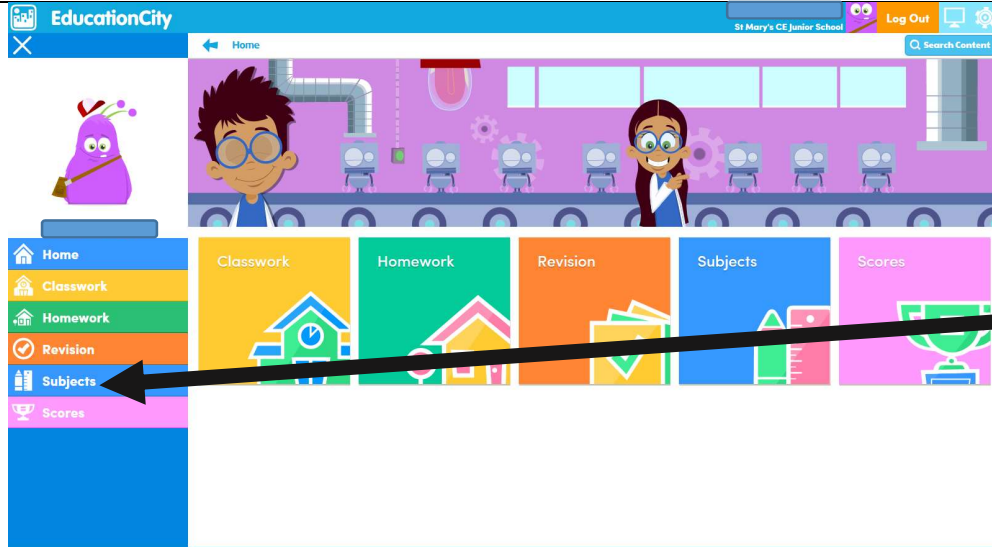 EducationCity
St Mary's CE Junior School
Log Out
Home
Search Content
Home
Classwork
Homework
Revision
Subjects
Scores
Classwork
Homework
Revision
Subjects
Scores